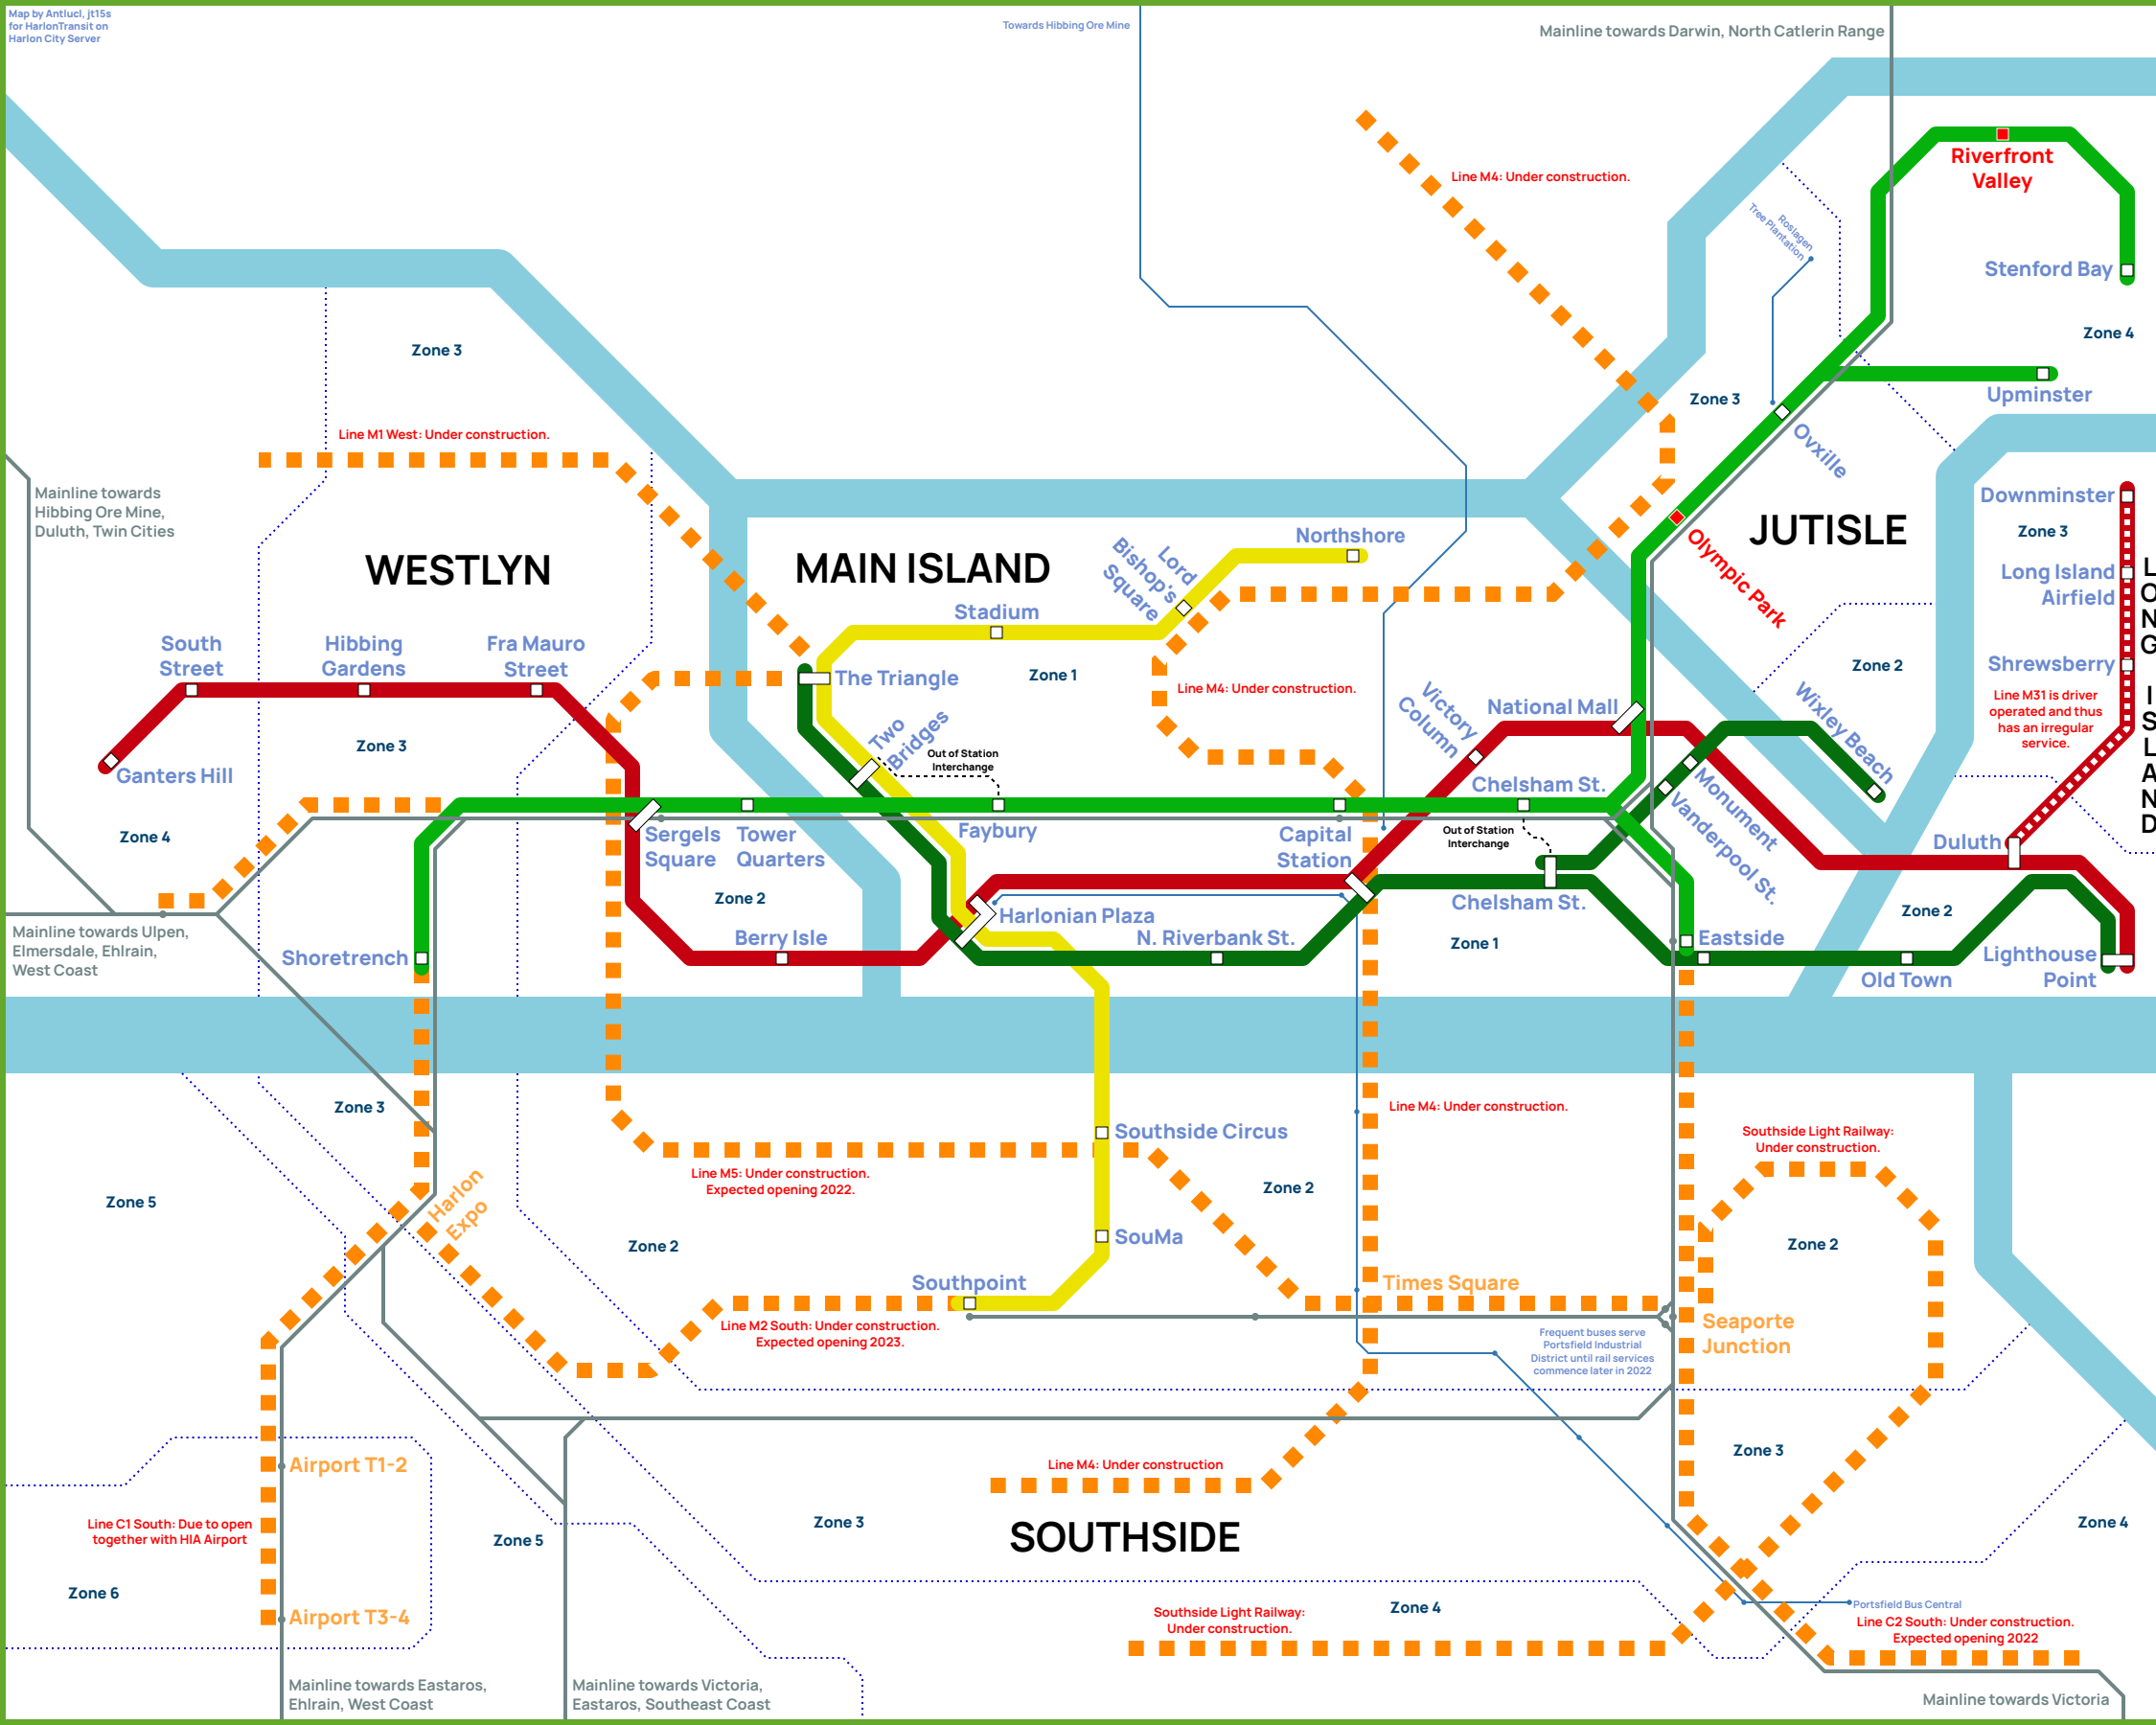 Map by Antlucl, jt15s
for HarlonTransit on
Harlon City Server
Towards Hibbing Ore Mine
Mainline towards Darwin, North Catlerin Range
Line M4: Under construction.
Riverfront
Valley
Roslagen
Tree Plantation
Stenford Bay
Zone 4
Zone 3
Upminster
Zone 3
Line M1 West: Under construction.
Ovxille
Mainline towards
Hibbing Ore Mine,
Duluth, Twin Cities
Downminster
Zone 3
WESTLYN
MAIN ISLAND
JUTISLE
Northshore
Lord
Bishop's
Square
Olympic Park
Long Island
Airfield
LONG ISLAND
Stadium
South
Street
Hibbing
Gardens
Fra Mauro
Street
The Triangle
Zone 1
Line M4: Under construction.
Zone 2
Shrewsberry
Line M31 is driver
operated and thus
has an irregular
service.
Victory
Column
National Mall
Wixley Beach
Two
Bridges
Zone 3
Out of Station
Interchange
Ganters Hill
Chelsham St.
Monument
Vanderpool St.
Zone 4
Sergels
Square
Tower
Quarters
Faybury
Capital
Station
Out of Station
Interchange
Duluth
Zone 2
Harlonian Plaza
Chelsham St.
Zone 2
Mainline towards Ulpen,
Elmersdale, Ehlrain,
West Coast
Shoretrench
Berry Isle
N. Riverbank St.
Zone 1
Eastside
Old Town
Lighthouse
Point
Zone 3
Line M4: Under construction.
Southside Circus
Southside Light Railway:
Under construction.
Line M5: Under construction.
Expected opening 2022.
Zone 2
Zone 5
Harlon
Expo
Zone 2
SouMa
Zone 2
Southpoint
Times Square
Line M2 South: Under construction.
Expected opening 2023.
Seaporte
Junction
Frequent buses serve
Portsfield Industrial
District until rail services
commence later in 2022
Zone 3
Airport T1-2
Line M4: Under construction
Line C1 South: Due to open
together with HIA Airport
Zone 5
Zone 3
SOUTHSIDE
Zone 4
Zone 6
Airport T3-4
Southside Light Railway:
Under construction.
Zone 4
Portsfield Bus Central
Line C2 South: Under construction.
Expected opening 2022
Mainline towards Eastaros,
Ehlrain, West Coast
Mainline towards Victoria,
Eastaros, Southeast Coast
Mainline towards Victoria